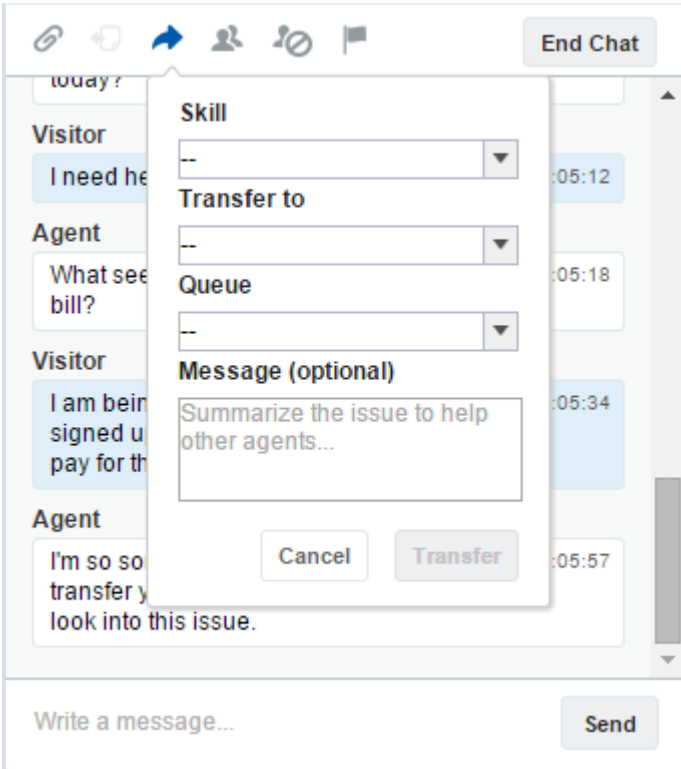 End Chat
today?
Visitor
I need he
:05:12
Agent
What see
:05:18
bill?
Visitor
I am bein
:05:34
signed u
pay for th
Agent
I'm so so
:05:57
transfer y
look into this issue.
Skill
--
Transfer to
--
Queue
--
Message (optional)
Summarize the issue to help
other agents...
Cancel Transfer
Write a message...
Send